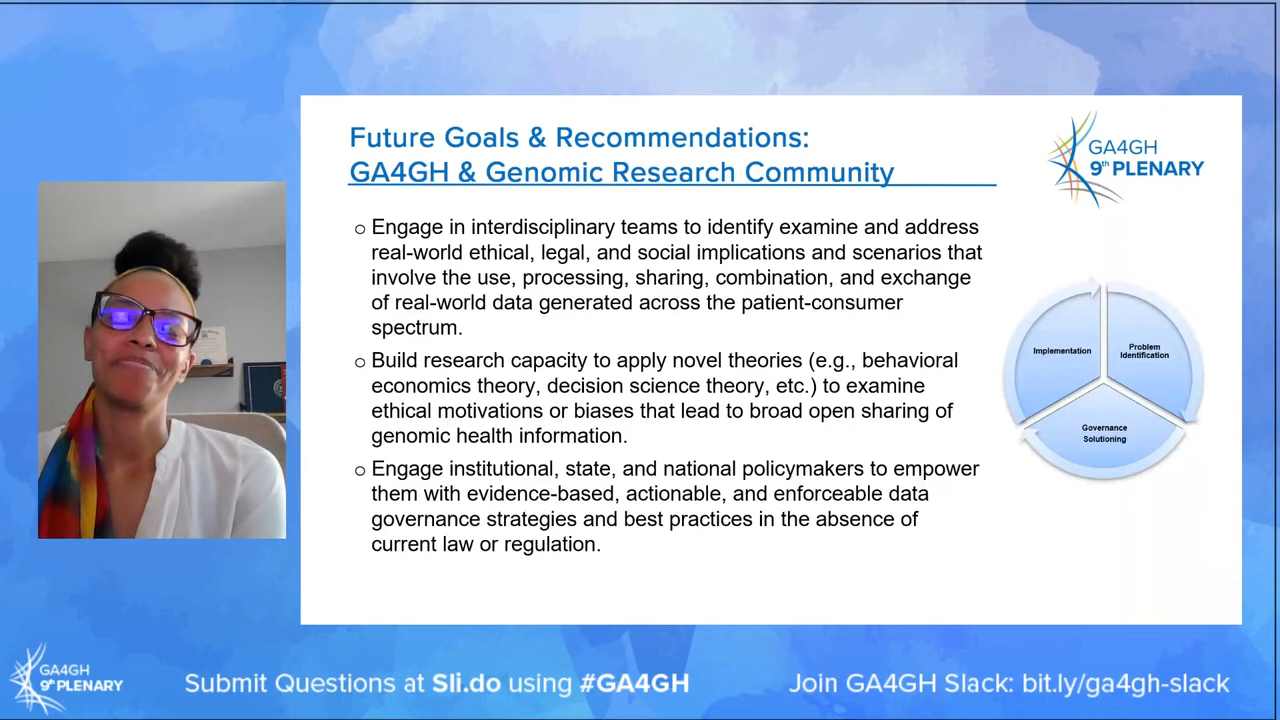 Future Goals & Recommendations:
GA4GH & Genomic Research Community
GA4GH
9th PLENARY
o Engage in interdisciplinary teams to identify examine and address
real-world ethical, legal, and social implications and scenarios that
involve the use, processing, sharing, combination, and exchange
of real-world data generated across the patient-consumer
spectrum.
o Build research capacity to apply novel theories (e.g., behavioral
economics theory, decision science theory, etc.) to examine
ethical motivations or biases that lead to broad open sharing of
genomic health information.
o Engage institutional, state, and national policymakers to empower
them with evidence-based, actionable, and enforceable data
governance strategies and best practices in the absence of
current law or regulation.
Implementation
Problem
Identification
Governance
Solutioning
GA4GH
9th PLENARY
Submit Questions at Sli.do using #GA4GH
Join GA4GH Slack: bit.ly/ga4gh-slack